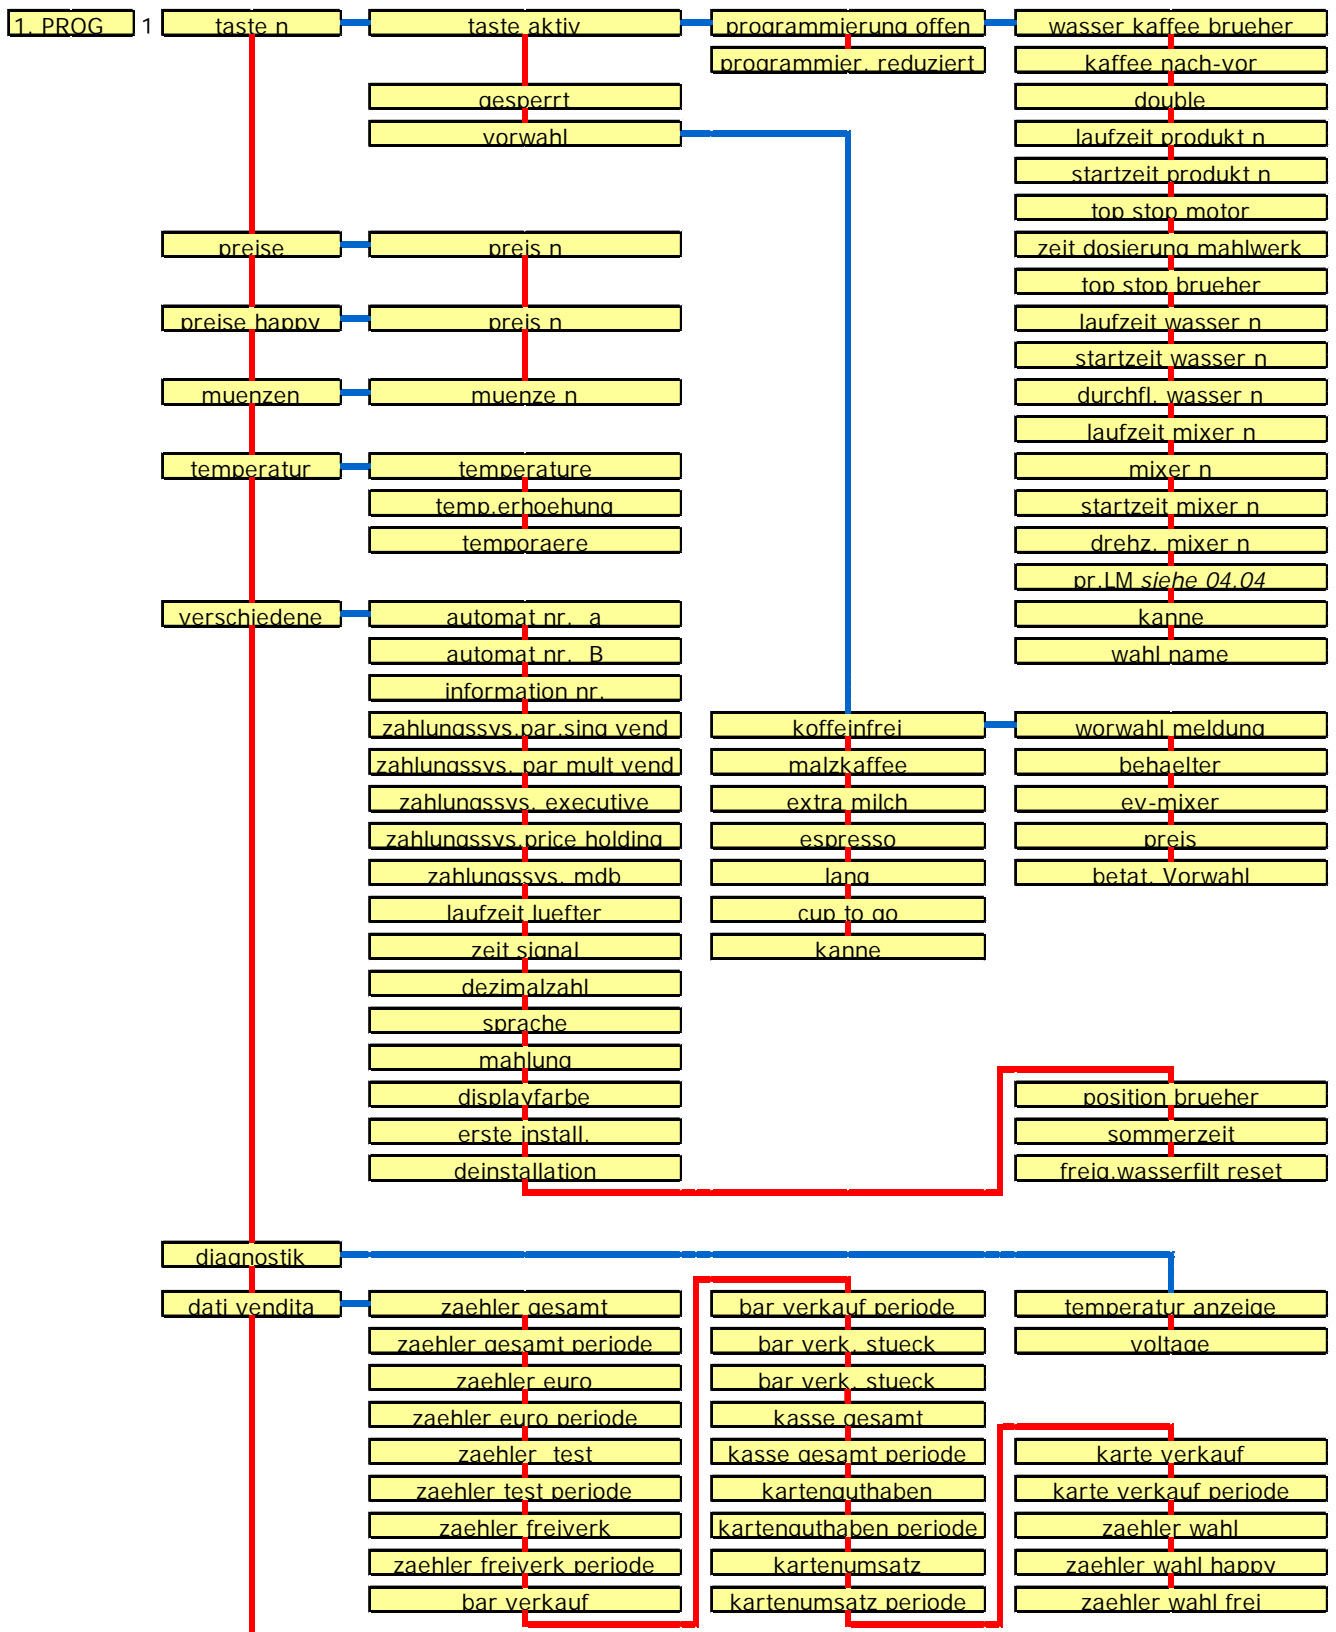 1. PROG 1 taste n taste aktiv programmierung offen wasser kaffee brueher
programmier. reduziert kaffee nach-vor
gesperrt double
vorwahl laufzeit produkt n
startzeit produkt n
top stop motor
preise preis n zeit dosierung mahlwerk
top stop brueher
preise happy preis n laufzeit wasser n
startzeit wasser n
muenzen muenze n durchfl. wasser n
laufzeit mixer n
temperatur temperature mixer n
temp.erhoehung startzeit mixer n
temporaere drehz. mixer n
pr.LM siehe 04.04
verschiedene automat nr. a kanne
automat nr. B wahl name
information nr.
zahlungssys.par.sing vend koffeinfrei worwahl meldung
zahlungssys. par mult vend malzkaffee behaelter
zahlungssys. executive extra milch ev-mixer
zahlungssys.price holding espresso preis
zahlungssys. mdb lang betat. Vorwahl
laufzeit luefter cup to go
zeit signal kanne
dezimalzahl
sprache
mahlung
displayfarbe position brueher
erste install. sommerzeit
deinstallation freig.wasserfilt reset
diagnostik
dati vendita zaehler gesamt bar verkauf periode temperatur anzeige
zaehler gesamt periode bar verk. stueck voltage
zaehler euro bar verk. stueck
zaehler euro periode kasse gesamt
zaehler test kasse gesamt periode karte verkauf
zaehler test periode kartenguthaben karte verkauf periode
zaehler freiverk kartenguthaben periode zaehler wahl
zaehler freiverk periode kartenumsatz zaehler wahl happy
bar verkauf kartenumsatz periode zaehler wahl frei